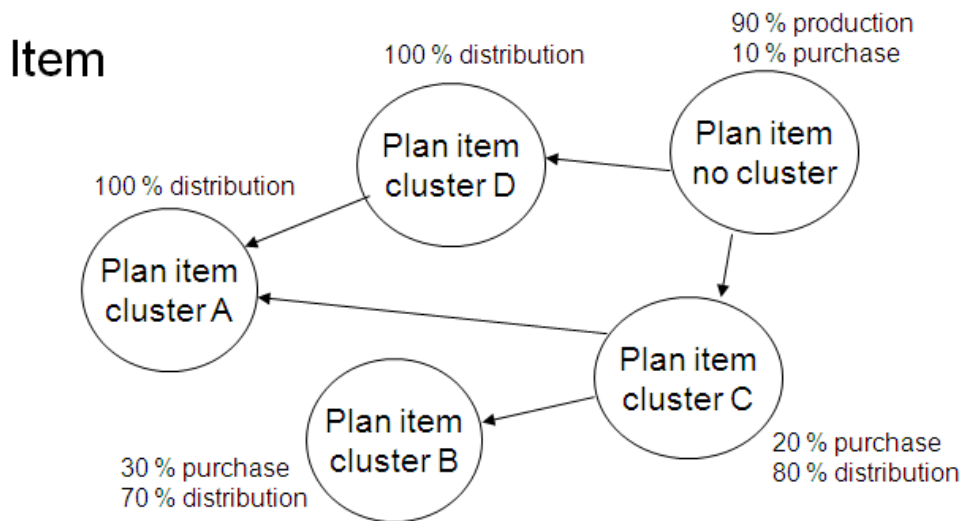 Item
90 % production
10 % purchase
100 % distribution
Plan item
no cluster
Plan item
cluster D
100 % distribution
Plan item
cluster A
Plan item
cluster C
Plan item
cluster B
20 % purchase
80 % distribution
30 % purchase
70 % distribution